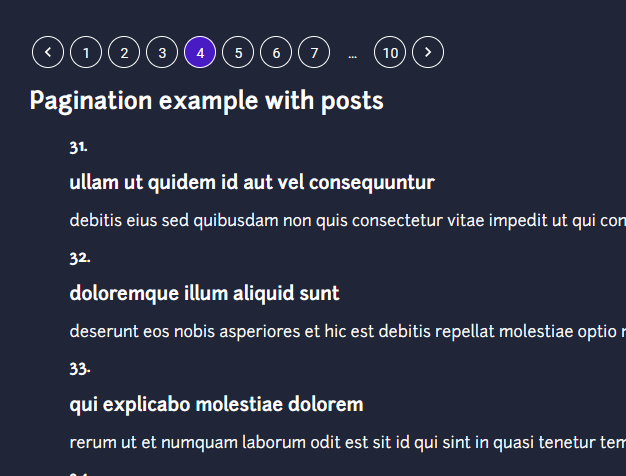 1 2 3 4 5 6 7 ... 10
Pagination example with posts
31.
ullam ut quidem id aut vel consequuntur
debitis eius sed quibusdam non quis consectetur vitae impedit ut qui con
32.
doloremque illum aliquid sunt
deserunt eos nobis asperiores et hic est debitis repellat molestiae optio
33.
qui explicabo molestiae dolorem
rerum ut et numquam laborum odit est sit id qui sint in quasi tenetur tem